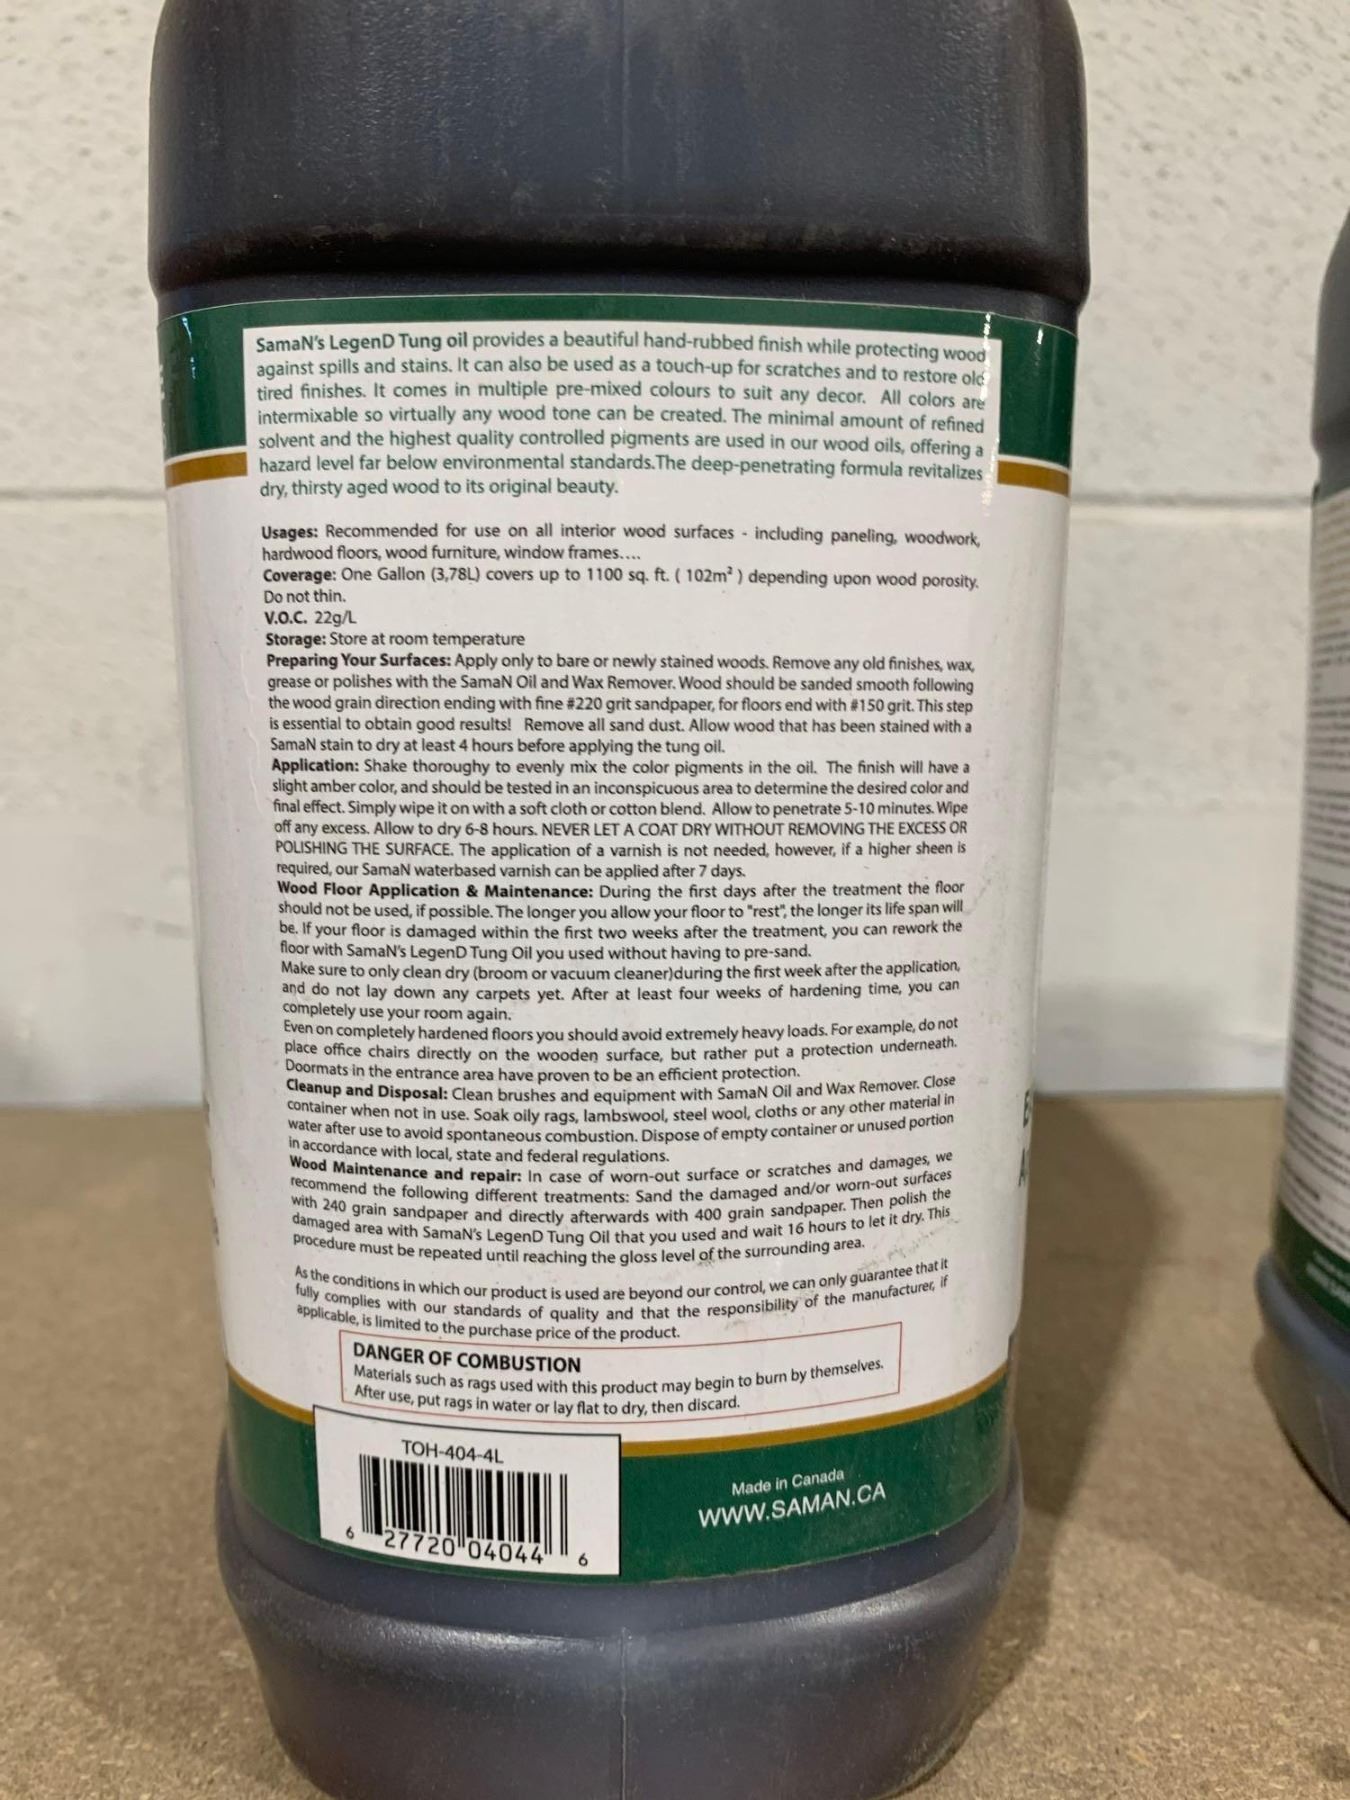 SamaN's LegenD Tung oil provides a beautiful hand-rubbed finish while protecting wood
against spills and stains. It can also be used as a touch-up for scratches and to restore old
tired finishes. It comes in multiple pre-mixed colours to suit any decor. All colors are
intermixable so virtually any wood tone can be created. The minimal amount of refined
solvent and the highest quality controlled pigments are used in our wood oils, offering a
hazard level far below environmental standards.The deep-penetrating formula revitalizes
dry, thirsty aged wood to its original beauty.
Usages: Recommended for use on all interior wood surfaces - including paneling, woodwork,
hardwood floors, wood furniture, window frames....
Coverage: One Gallon (3,78L) covers up to 1100 sq. ft. ( 102m² ) depending upon wood porosity.
Do not thin.
V.O.C. 22g/L
Storage: Store at room temperature
Preparing Your Surfaces: Apply only to bare or newly stained woods. Remove any old finishes, wax,
grease or polishes with the SamaN Oil and Wax Remover. Wood should be sanded smooth following
the wood grain direction ending with fine #220 grit sandpaper, for floors end with #150 grit. This step
is essential to obtain good results! Remove all sand dust. Allow wood that has been stained with a
SamaN stain to dry at least 4 hours before applying the tung oil.
Application: Shake thoroughy to evenly mix the color pigments in the oil. The finish will have a
slight amber color, and should be tested in an inconspicuous area to determine the desired color and
final effect. Simply wipe it on with a soft cloth or cotton blend. Allow to penetrate 5-10 minutes. Wipe
off any excess. Allow to dry 6-8 hours. NEVER LET A COAT DRY WITHOUT REMOVING THE EXCESS OR
POLISHING THE SURFACE. The application of a varnish is not needed, however, if a higher sheen is
required, our SamaN waterbased varnish can be applied after 7 days.
Wood Floor Application & Maintenance: During the first days after the treatment the floor
should not be used, if possible. The longer you allow your floor to "rest", the longer its life span will
be. If your floor is damaged within the first two weeks after the treatment, you can rework the
floor with SamaN's LegenD Tung Oil you used without having to pre-sand.
Make sure to only clean dry (broom or vacuum cleaner)during the first week after the application,
and do not lay down any carpets yet. After at least four weeks of hardening time, you can
completely use your room again.
Even on completely hardened floors you should avoid extremely heavy loads. For example, do not
place office chairs directly on the wooden surface, but rather put a protection underneath.
Doormats in the entrance area have proven to be an efficient protection.
Cleanup and Disposal: Clean brushes and equipment with SamaN Oil and Wax Remover. Close
container when not in use. Soak oily rags, lambswool, steel wool, cloths or any other material in
water after use to avoid spontaneous combustion. Dispose of empty container or unused portion
in accordance with local, state and federal regulations.
Wood Maintenance and repair: In case of worn-out surface or scratches and damages, we
recommend the following different treatments: Sand the damaged and/or worn-out surfaces
with 240 grain sandpaper and directly afterwards with 400 grain sandpaper. Then polish the
damaged area with SamaN's LegenD Tung Oil that you used and wait 16 hours to let it dry. This
procedure must be repeated until reaching the gloss level of the surrounding area.
As the conditions in which our product is used are beyond our control, we can only guarantee that it
fully complies with our standards of quality and that the responsibility of the manufacturer, if
applicable, is limited to the purchase price of the product.
DANGER OF COMBUSTION
Materials such as rags used with this product may begin to burn by themselves.
After use, put rags in water or lay flat to dry, then discard.
TOH-404-4L
6 27720 04044 6
Made in Canada
WWW.SAMAN.CA